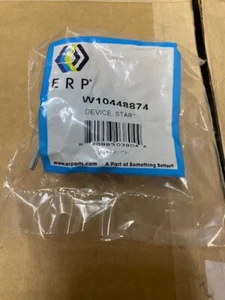 ERP
W10448874
DEVICE, START
www.erparts.com A Part of Something Better!